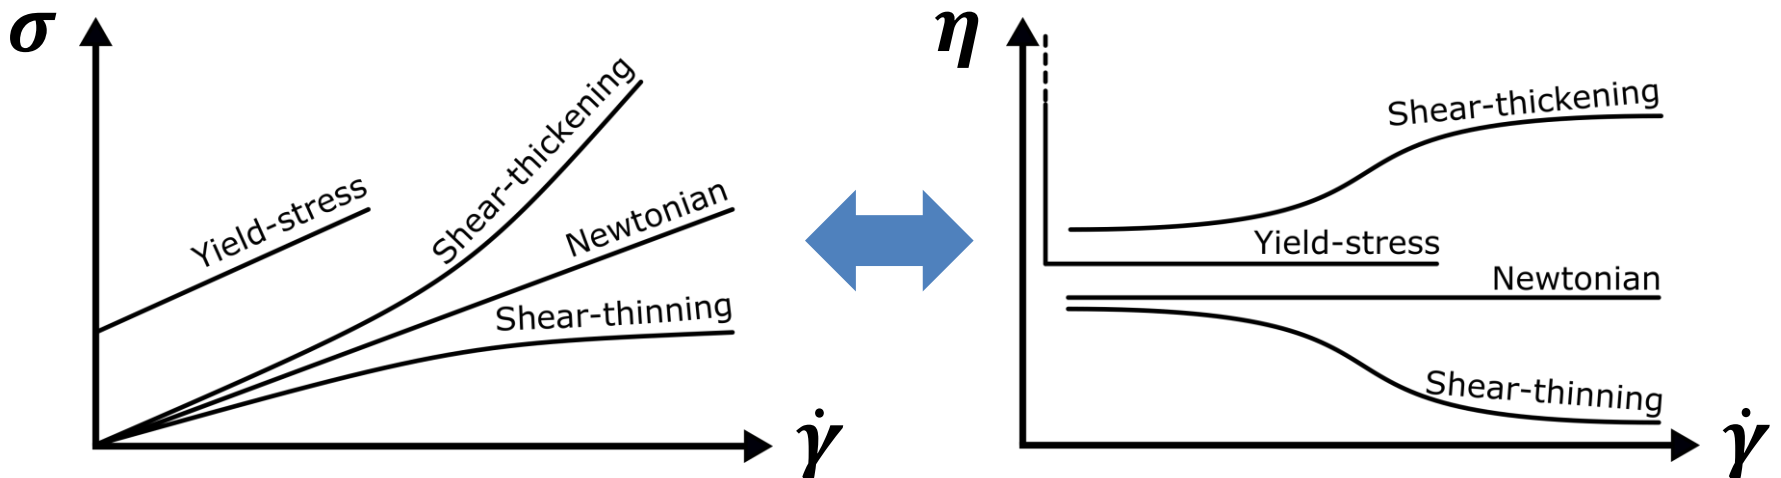 σ
Yield-stress
Shear-thickening
Newtonian
Shear-thinning
γ̇
η
Shear-thickening
Yield-stress
Newtonian
Shear-thinning
γ̇